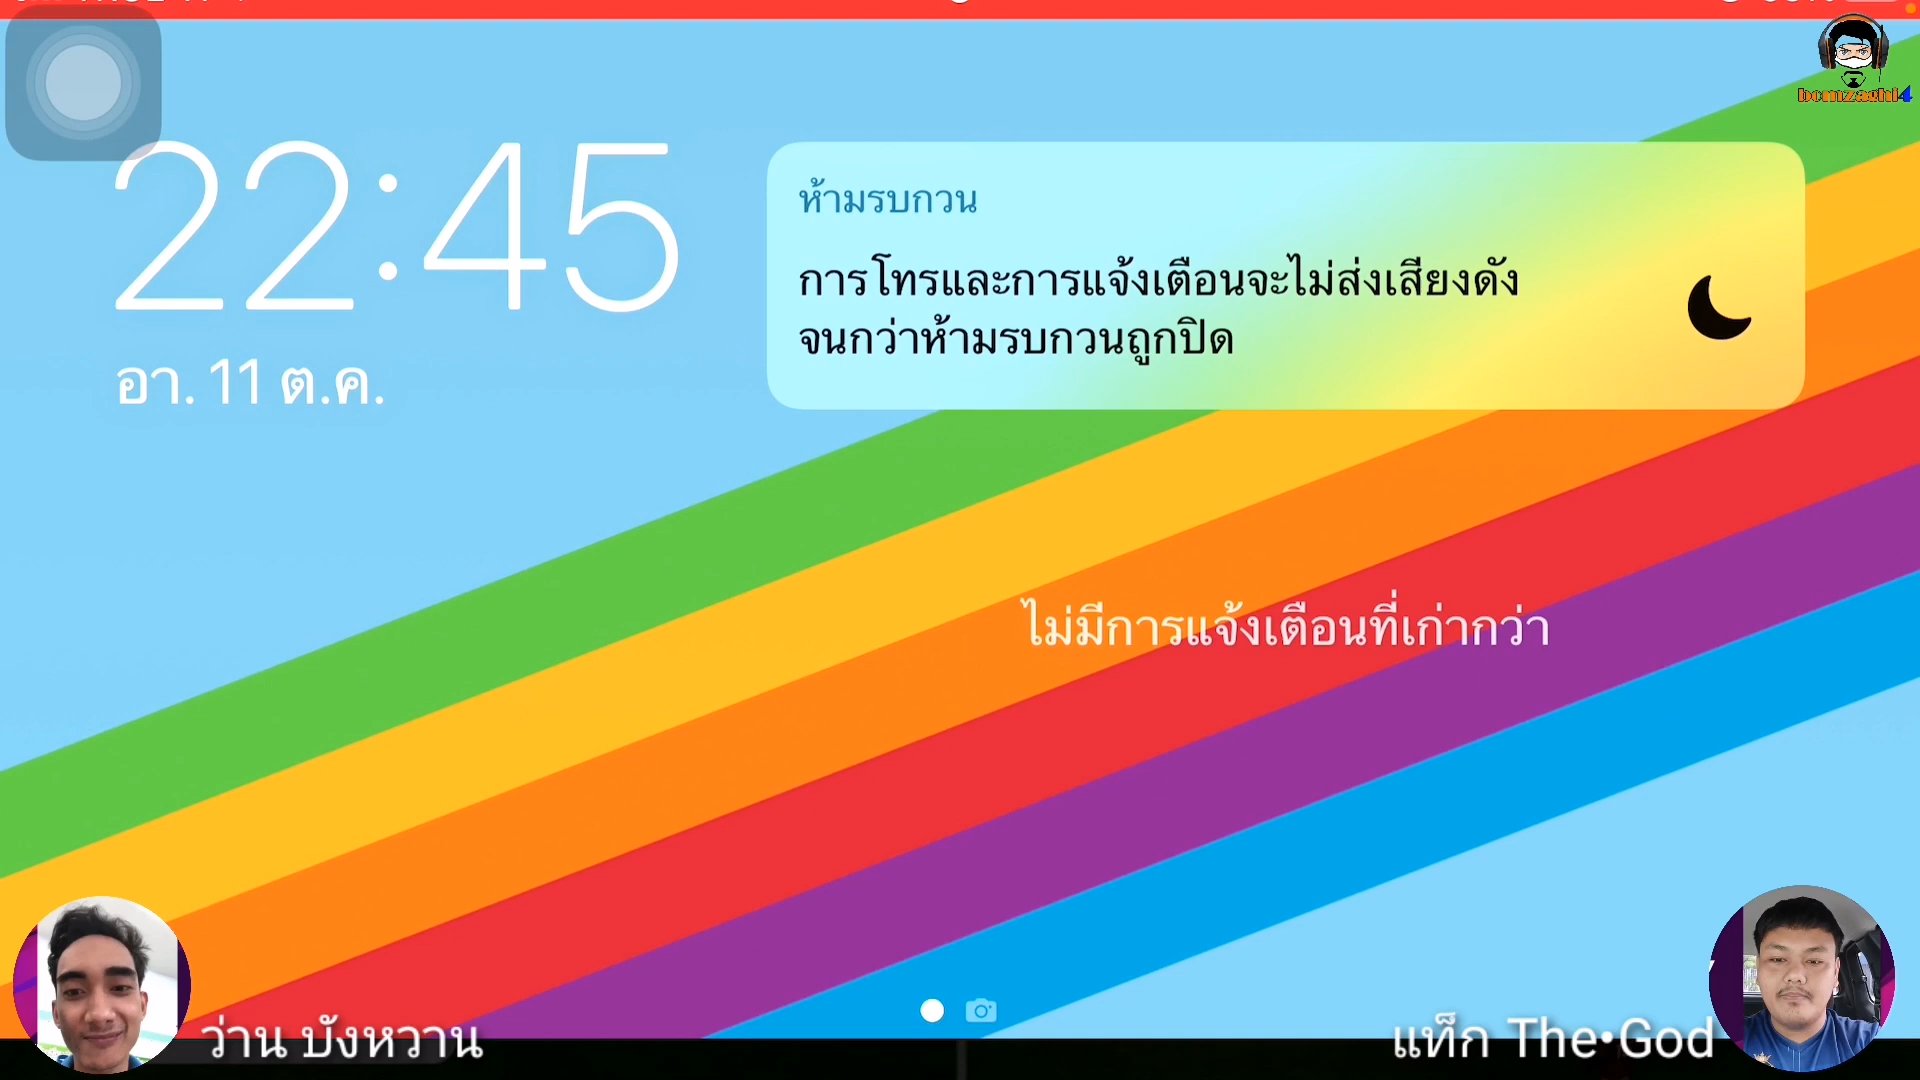 bomzaghi4
22:45
อา. 11 ต.ค.
ห้ามรบกวน
การโทรและการแจ้งเตือนจะไม่ส่งเสียงดัง
จนกว่าห้ามรบกวนถูกปิด
ไม่มีการแจ้งเตือนที่เก่ากว่า
ว่าน บังหวาน
แท็ก The•God